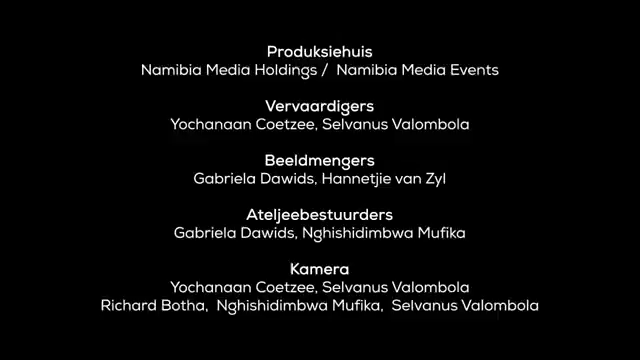 Produksiehuis
Namibia Media Holdings /  Namibia Media Events
Vervaardigers
Yochanaan Coetzee, Selvanus Valombola
Beeldmengers
Gabriela Dawids, Hannetjie van Zyl
Ateljeebestuurders
Gabriela Dawids, Nghishidimbwa Mufika
Kamera
Yochanaan Coetzee, Selvanus Valombola
Richard Botha,  Nghishidimbwa Mufika,  Selvanus Valombola